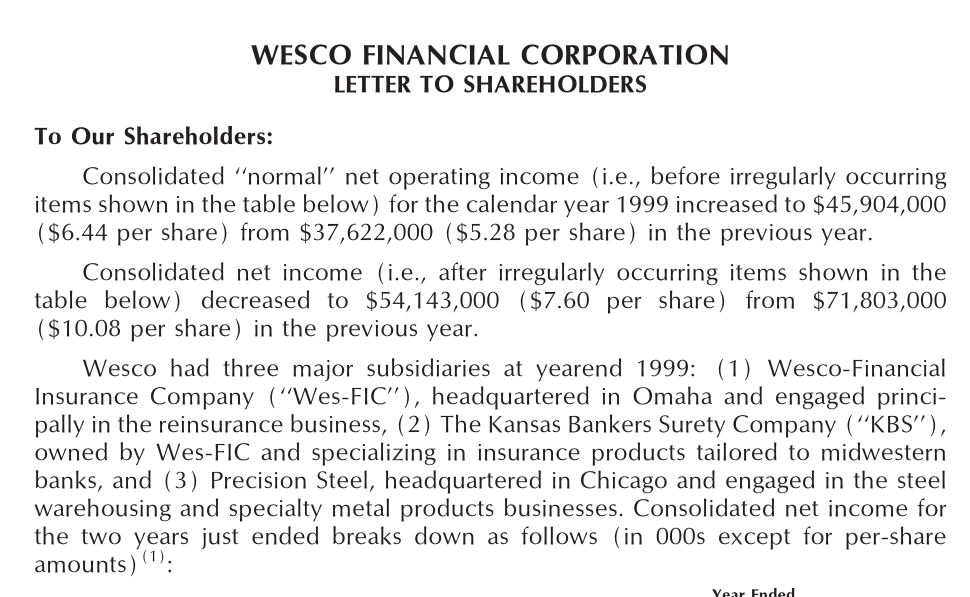 WESCO FINANCIAL CORPORATION
LETTER TO SHAREHOLDERS
To Our Shareholders:
Consolidated ‘‘normal’’ net operating income (i.e., before irregularly occurring
items shown in the table below) for the calendar year 1999 increased to $45,904,000
($6.44 per share) from $37,622,000 ($5.28 per share) in the previous year.
Consolidated net income (i.e., after irregularly occurring items shown in the
table below) decreased to $54,143,000 ($7.60 per share) from $71,803,000
($10.08 per share) in the previous year.
Wesco had three major subsidiaries at yearend 1999: (1) Wesco-Financial
Insurance Company (‘‘Wes-FIC’’), headquartered in Omaha and engaged princi-
pally in the reinsurance business, (2) The Kansas Bankers Surety Company (‘‘KBS’’),
owned by Wes-FIC and specializing in insurance products tailored to midwestern
banks, and (3) Precision Steel, headquartered in Chicago and engaged in the steel
warehousing and specialty metal products businesses. Consolidated net income for
the two years just ended breaks down as follows (in 000s except for per-share
amounts)(1):
Year Ended